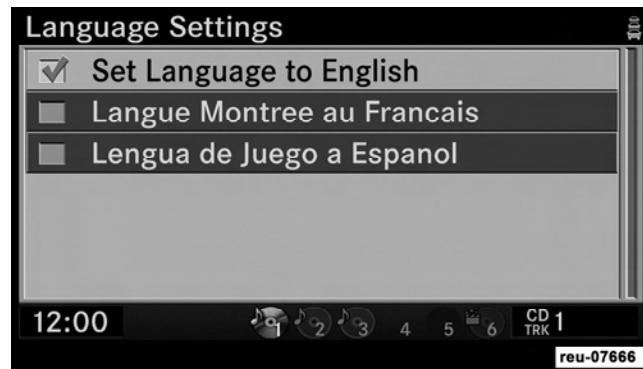 Language Settings
Set Language to English
Langue Montree au Francais
Lengua de Juego a Espanol
12:00 1 2 3 4 5 6 CD TRK 1
reu-07666